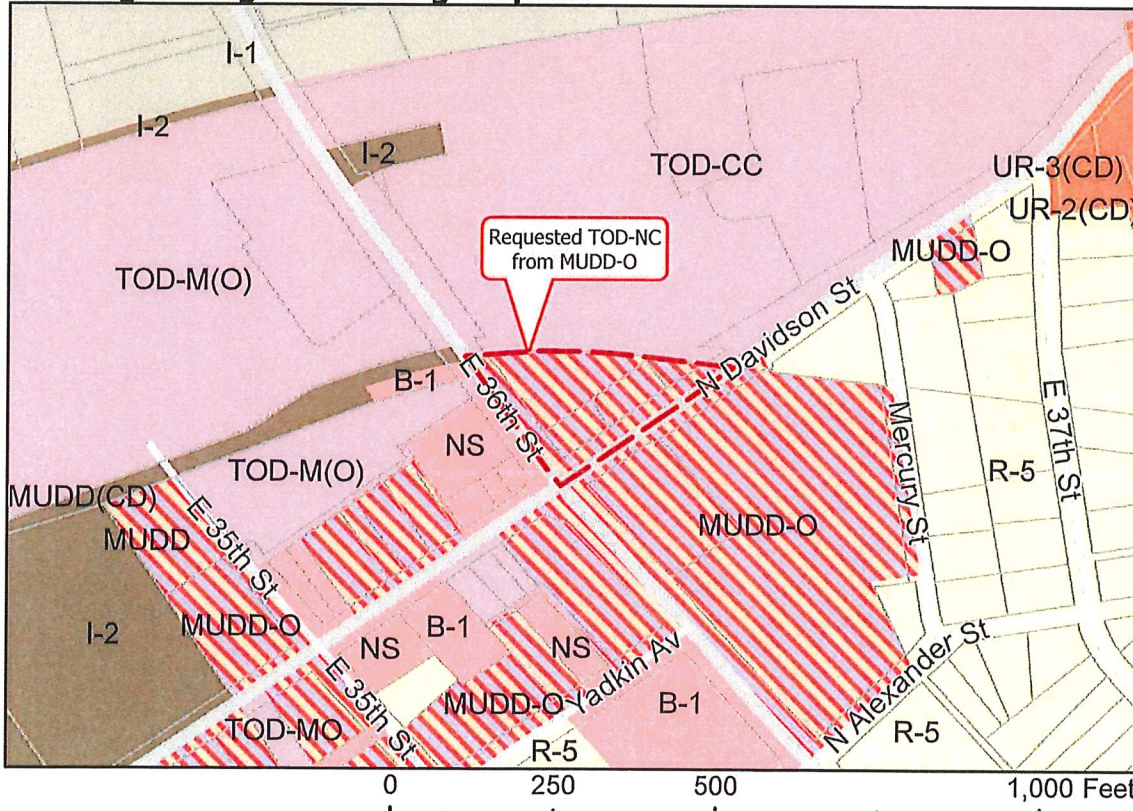 I-1
I-2
I-2
TOD-CC
UR-3(CD)
UR-2(CD)
MUDD-O
Requested TOD-NC
from MUDD-O
TOD-M(O)
N Davidson St
B-1
E 36th St
NS
E 37th St
Mercury St
R-5
TOD-M(O)
MUDD(CD)
MUDD
E 35th St
MUDD-O
MUDD-O
I-2
B-1
NS
NS
Yadkin Av
N Alexander St
MUDD-O
B-1
E 35th St
TOD-MO
R-5
R-5
0 250 500 1,000 Feet